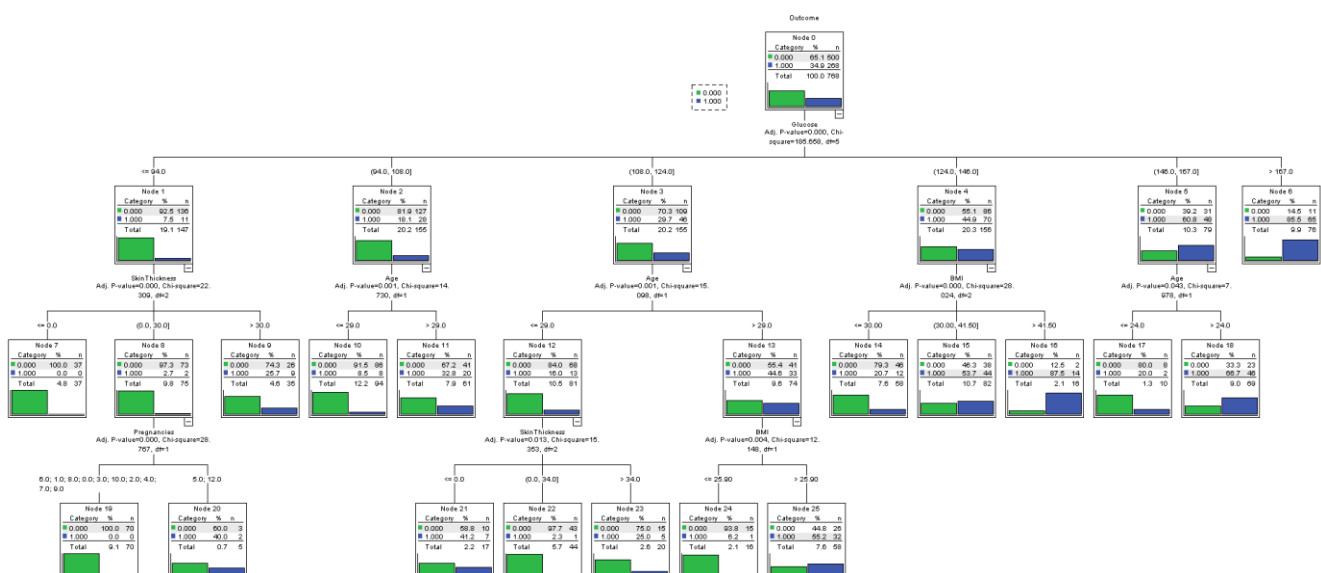 Outcome
Node 0
Category % n
0.000 65.1 500
1.000 34.9 268
Total 100.0 768
0.000
1.000
Glucose
Adj. P-value=0.000, Chi-
square=185.658, df=5
<= 94.0
(94.0, 108.0]
(108.0, 124.0]
(124.0, 146.0]
(146.0, 167.0]
> 167.0
Node 1
Category % n
0.000 92.5 136
1.000 7.5 11
Total 19.1 147
Node 2
Category % n
0.000 81.9 127
1.000 18.1 28
Total 20.2 155
Node 3
Category % n
0.000 70.3 109
1.000 29.7 46
Total 20.2 155
Node 4
Category % n
0.000 55.1 86
1.000 44.9 70
Total 20.3 156
Node 5
Category % n
0.000 39.2 31
1.000 60.8 48
Total 10.3 79
Node 6
Category % n
0.000 14.5 11
1.000 85.5 65
Total 9.9 76
SkinThickness
Adj. P-value=0.000, Chi-square=22.
309, df=2
Age
Adj. P-value=0.001, Chi-square=14.
730, df=1
Age
Adj. P-value=0.001, Chi-square=15.
098, df=1
BMI
Adj. P-value=0.000, Chi-square=28.
024, df=2
Age
Adj. P-value=0.043, Chi-square=7.
978, df=1
<= 0.0
(0.0, 30.0]
> 30.0
<= 29.0
> 29.0
<= 29.0
> 29.0
<= 30.00
(30.00, 41.50]
> 41.50
<= 24.0
> 24.0
Node 7
Category % n
0.000 100.0 37
1.000 0.0 0
Total 4.8 37
Node 8
Category % n
0.000 97.3 73
1.000 2.7 2
Total 9.8 75
Node 9
Category % n
0.000 74.3 26
1.000 25.7 9
Total 4.6 35
Node 10
Category % n
0.000 91.5 86
1.000 8.5 8
Total 12.2 94
Node 11
Category % n
0.000 67.2 41
1.000 32.8 20
Total 7.9 61
Node 12
Category % n
0.000 84.0 68
1.000 16.0 13
Total 10.5 81
Node 13
Category % n
0.000 55.4 41
1.000 44.6 33
Total 9.6 74
Node 14
Category % n
0.000 79.3 46
1.000 20.7 12
Total 7.6 58
Node 15
Category % n
0.000 46.3 38
1.000 53.7 44
Total 10.7 82
Node 16
Category % n
0.000 12.5 2
1.000 87.5 14
Total 2.1 16
Node 17
Category % n
0.000 80.0 8
1.000 20.0 2
Total 1.3 10
Node 18
Category % n
0.000 33.3 23
1.000 66.7 46
Total 9.0 69
Pregnancies
Adj. P-value=0.000, Chi-square=28.
767, df=1
SkinThickness
Adj. P-value=0.013, Chi-square=15.
353, df=2
BMI
Adj. P-value=0.004, Chi-square=12.
148, df=1
6.0; 1.0; 8.0; 0.0; 3.0; 10.0; 2.0; 4.0;
7.0; 9.0
5.0; 12.0
<= 0.0
(0.0, 34.0]
> 34.0
<= 25.90
> 25.90
Node 19
Category % n
0.000 100.0 70
1.000 0.0 0
Total 9.1 70
Node 20
Category % n
0.000 60.0 3
1.000 40.0 2
Total 0.7 5
Node 21
Category % n
0.000 58.8 10
1.000 41.2 7
Total 2.2 17
Node 22
Category % n
0.000 97.7 43
1.000 2.3 1
Total 5.7 44
Node 23
Category % n
0.000 75.0 15
1.000 25.0 5
Total 2.6 20
Node 24
Category % n
0.000 93.8 15
1.000 6.2 1
Total 2.1 16
Node 25
Category % n
0.000 44.8 26
1.000 55.2 32
Total 7.6 58